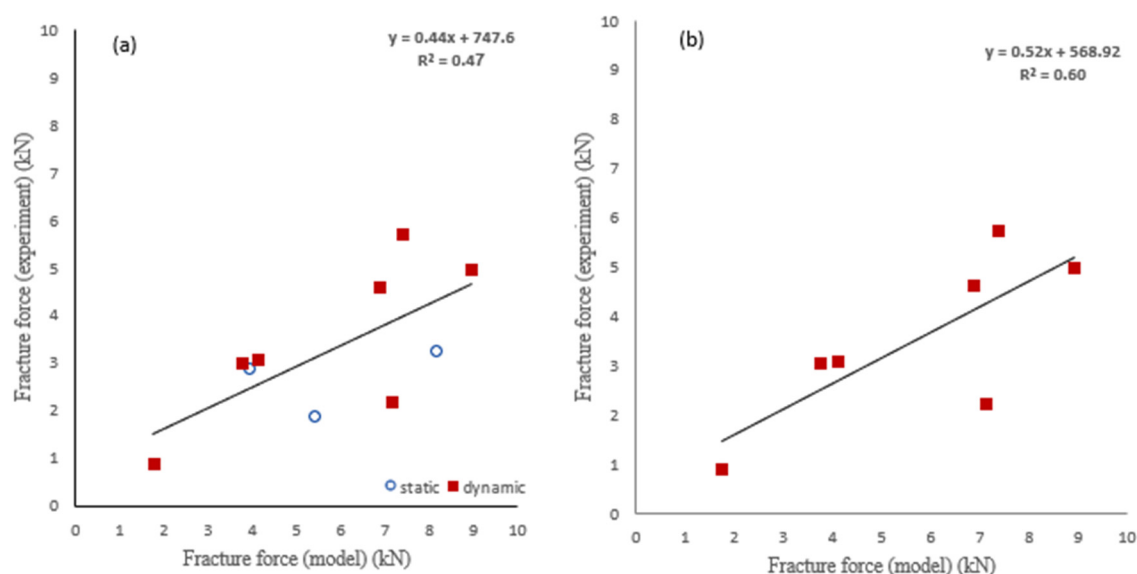 (a)
y = 0.44x + 747.6
R² = 0.47
10
9
8
7
6
5
4
3
2
1
0
Fracture force (experiment) (kN)
static dynamic
0 1 2 3 4 5 6 7 8 9 10
Fracture force (model) (kN)
(b)
y = 0.52x + 568.92
R² = 0.60
10
9
8
7
6
5
4
3
2
1
0
Fracture force (experiment) (kN)
0 1 2 3 4 5 6 7 8 9 10
Fracture force (model) (kN)